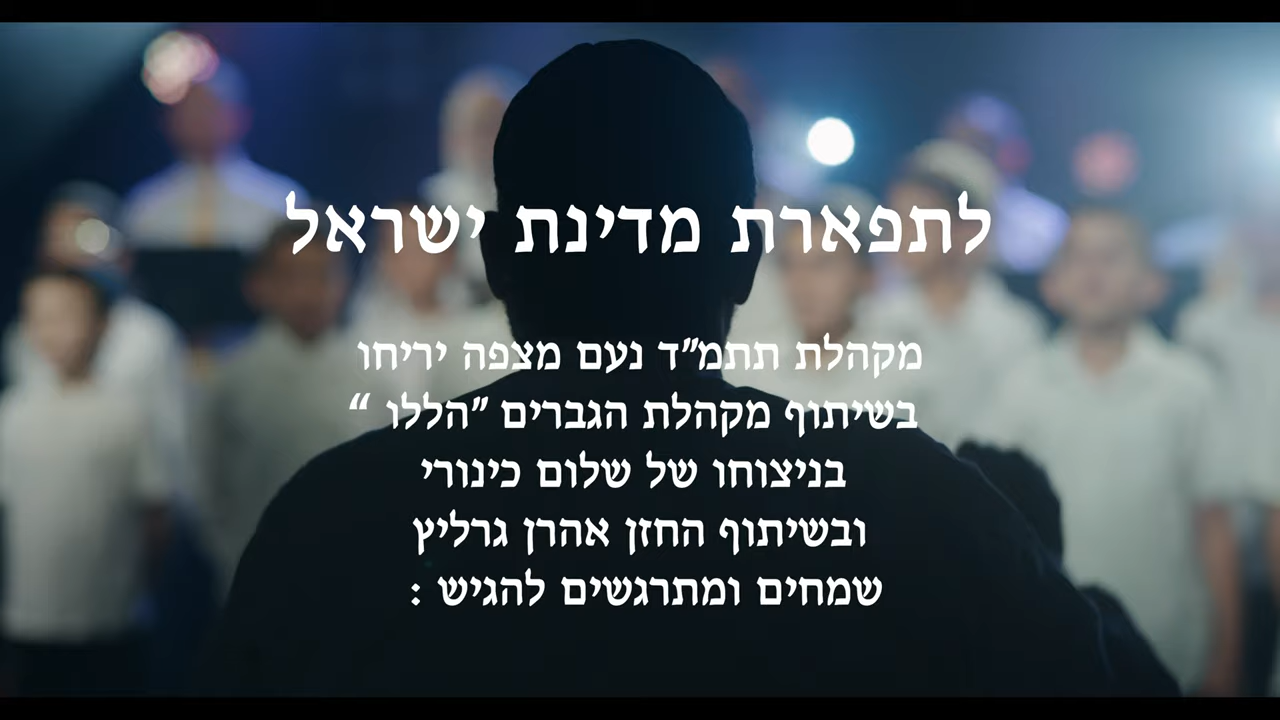 לתפארת מדינת ישראל
מקהלת תתמ"ד נעם מצפה יריחו
בשיתוף מקהלת הגברים "הללו “
בניצוחו של שלום כינורי
ובשיתוף החזן אהרן גרליץ
שמחים ומתרגשים להגיש :